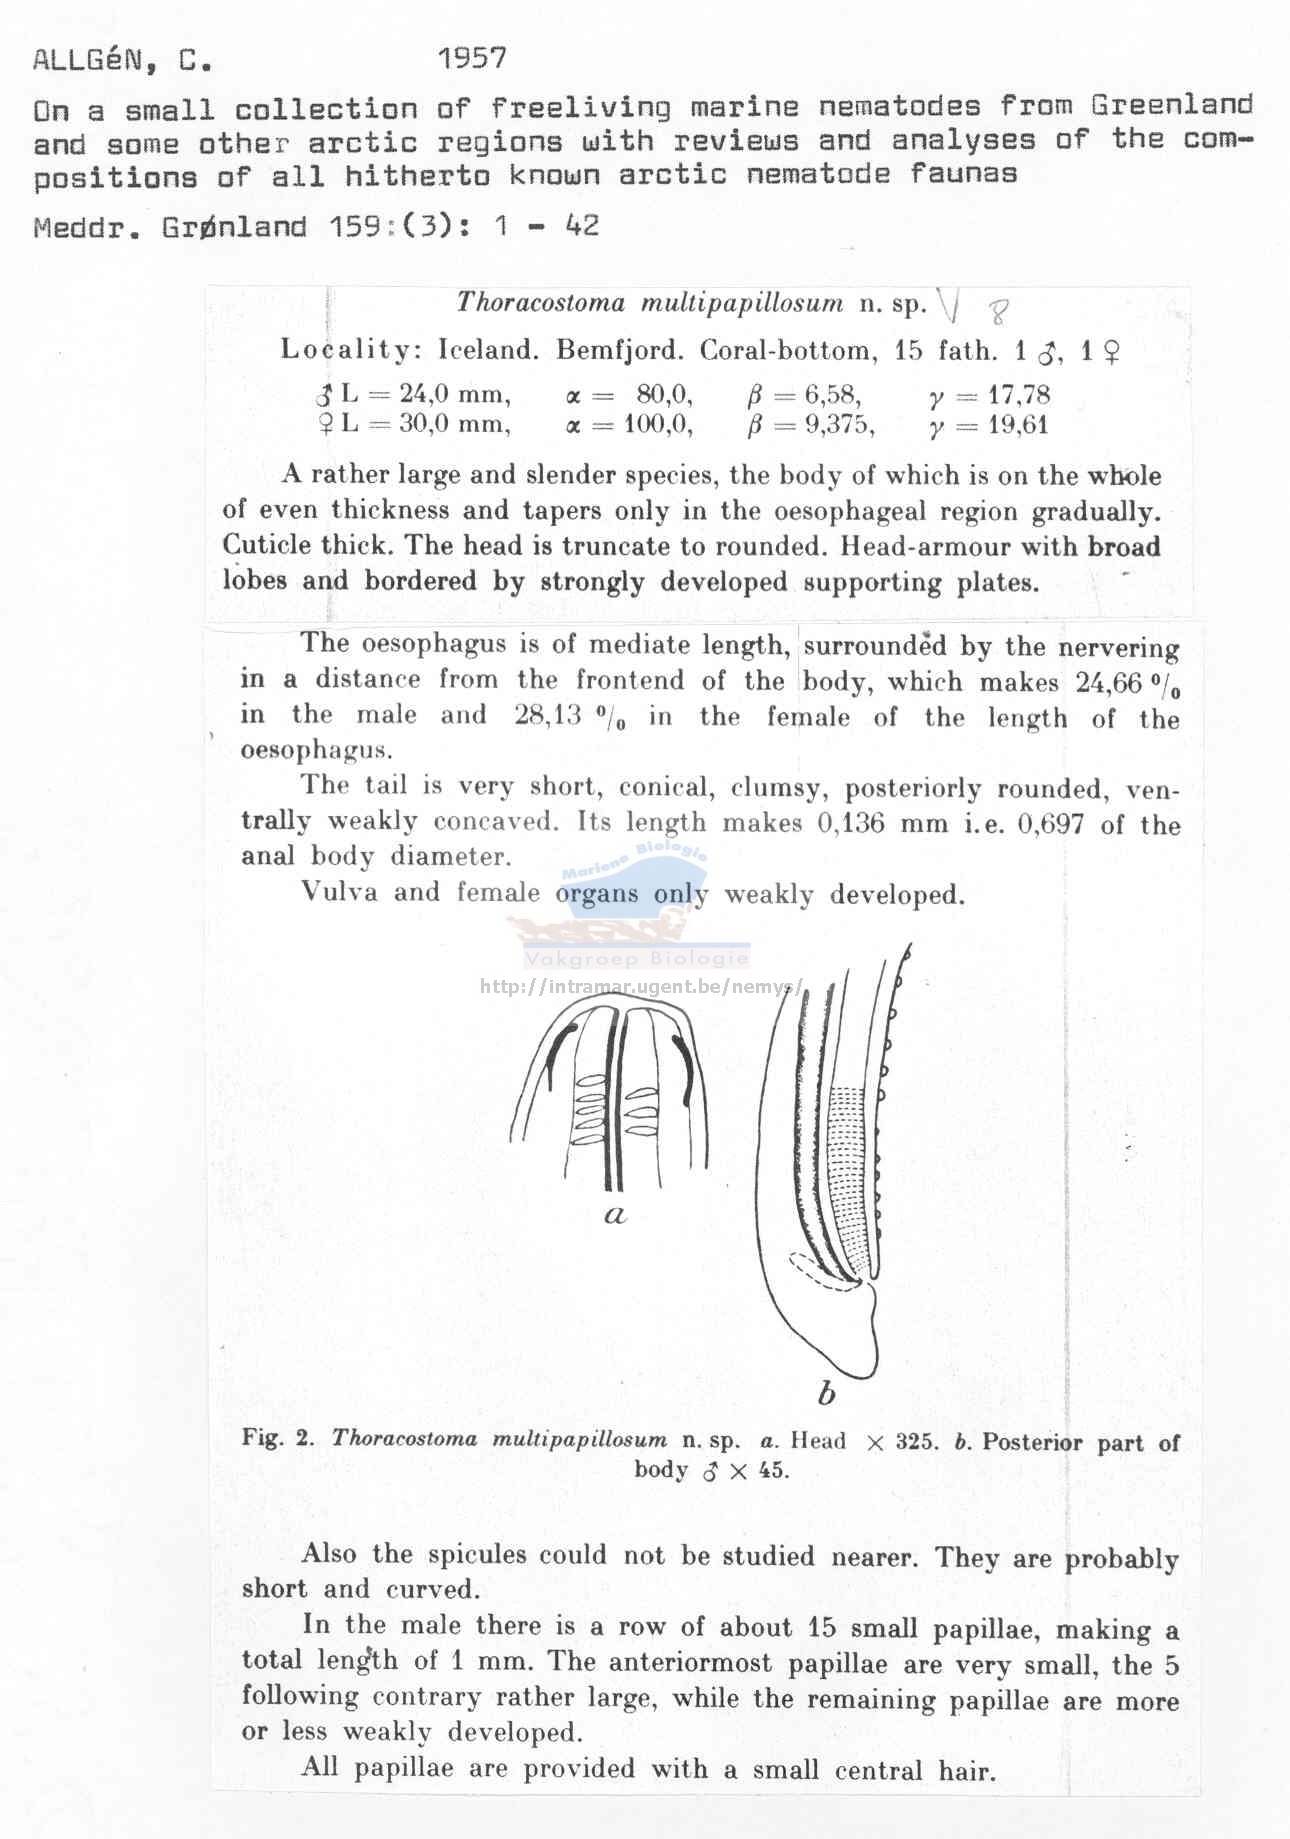 ALLGéN, C. 1957
On a small collection of freeliving marine nematodes from Greenland
and some other arctic regions with reviews and analyses of the com-
positions of all hitherto known arctic nematode faunas
Meddr. Grønland 159:(3): 1 - 42
Thoracostoma multipapillosum n. sp. 8
Locality: Iceland. Bemfjord. Coral-bottom, 15 fath. 1 ♂, 1 ♀
♂ L = 24,0 mm, α = 80,0, β = 6,58, γ = 17,78
♀ L = 30,0 mm, α = 100,0, β = 9,375, γ = 19,61
A rather large and slender species, the body of which is on the whole
of even thickness and tapers only in the oesophageal region gradually.
Cuticle thick. The head is truncate to rounded. Head-armour with broad
lobes and bordered by strongly developed supporting plates.
The oesophagus is of mediate length, surrounded by the nervering
in a distance from the frontend of the body, which makes 24,66 %
in the male and 28,13 % in the female of the length of the
oesophagus.
The tail is very short, conical, clumsy, posteriorly rounded, ven-
trally weakly concaved. Its length makes 0,136 mm i.e. 0,697 of the
anal body diameter.
Mariene Biologie
Vulva and female organs only weakly developed.
Vakgroep Biologie
http://intramar.ugent.be/nemys/
a
b
Fig. 2. Thoracostoma multipapillosum n. sp. a. Head × 325. b. Posterior part of
body ♂ × 45.
Also the spicules could not be studied nearer. They are probably
short and curved.
In the male there is a row of about 15 small papillae, making a
total length of 1 mm. The anteriormost papillae are very small, the 5
following contrary rather large, while the remaining papillae are more
or less weakly developed.
All papillae are provided with a small central hair.